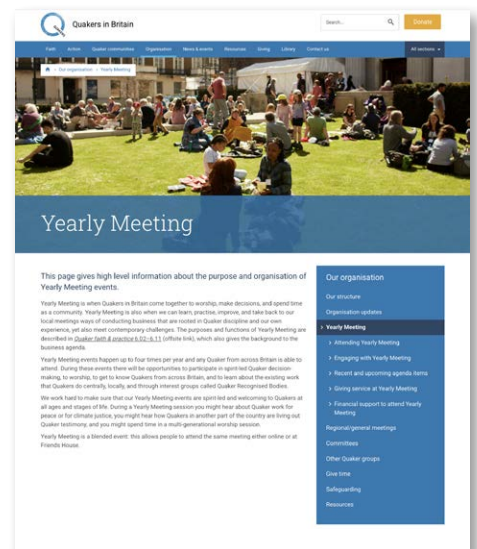 Quakers in Britain
Search...
Donate
Faith Action Quaker communities Organisation News & events Resources Giving Library Contact us
All sections
Our organisation › Yearly Meeting
Yearly Meeting
This page gives high level information about the purpose and organisation of
Yearly Meeting events.
Yearly Meeting is when Quakers in Britain come together to worship, make decisions, and spend time
as a community. Yearly Meeting is also when we can learn, practise, improve, and take back to our
local meetings ways of conducting business that are rooted in Quaker discipline and our own
experience, yet also meet contemporary challenges. The purposes and functions of Yearly Meeting are
described in Quaker faith & practice 6.02–6.11 (offsite link), which also gives the background to the
business agenda.
Yearly Meeting events happen up to four times per year and any Quaker from across Britain is able to
attend. During these events there will be opportunities to participate in spirit-led Quaker decision-
making, to worship, to get to know Quakers from across Britain, and to learn about the existing work
that Quakers do centrally, locally, and through interest groups called Quaker Recognised Bodies.
We work hard to make sure that our Yearly Meeting events are spirit-led and welcoming to Quakers at
all ages and stages of life. During a Yearly Meeting session you might hear about Quaker work for
peace or for climate justice, you might hear how Quakers in another part of the country are living out
Quaker testimony, and you might spend time in a multi-generational worship session.
Yearly Meeting is a blended event: this allows people to attend the same meeting either online or at
Friends House.
Our organisation
Our structure
Organisation updates
› Yearly Meeting
› Attending Yearly Meeting
› Engaging with Yearly Meeting
› Recent and upcoming agenda items
› Giving service at Yearly Meeting
› Financial support to attend Yearly
Meeting
Regional/general meetings
Committees
Other Quaker groups
Give time
Safeguarding
Resources